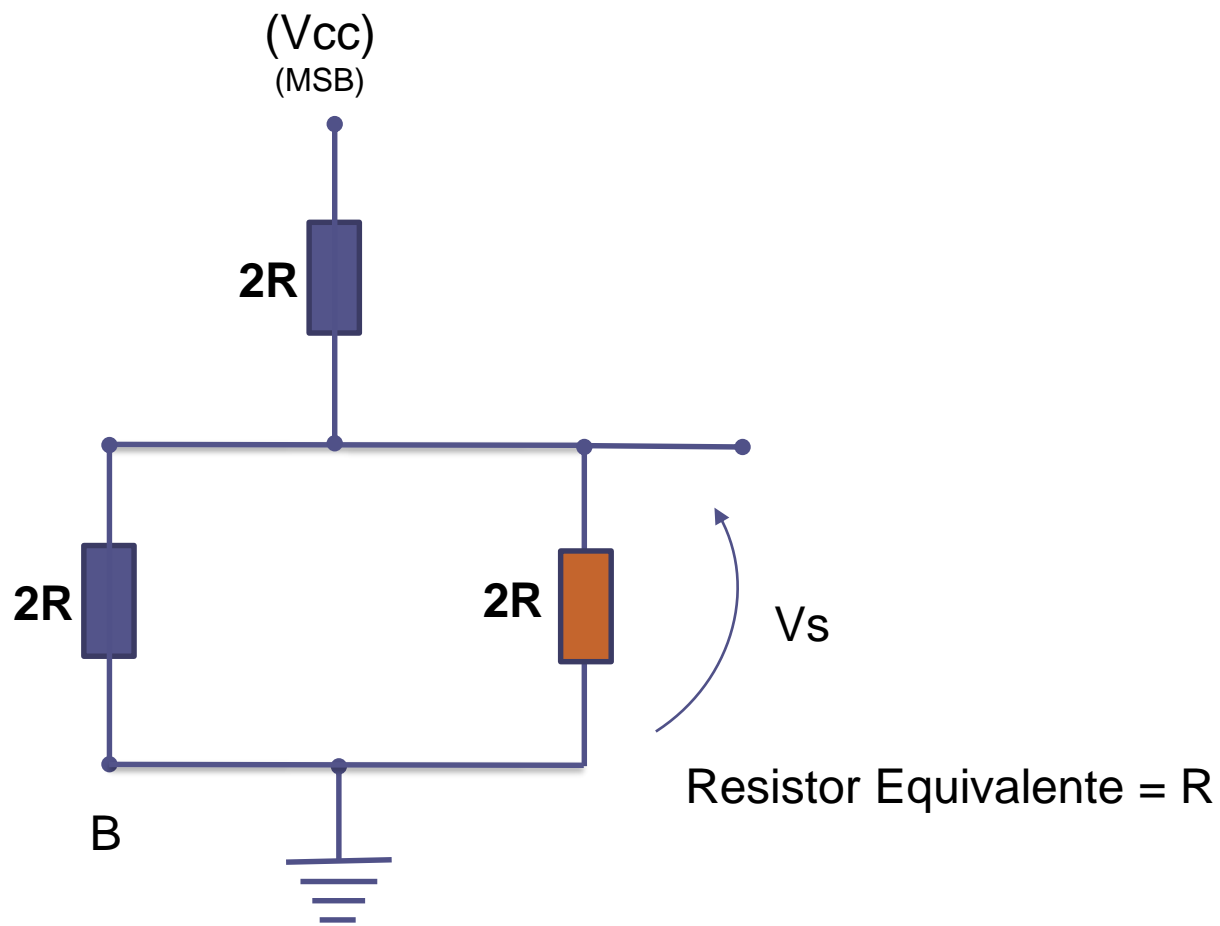 (Vcc)
(MSB)
2R
2R
2R
Vs
Resistor Equivalente = R
B